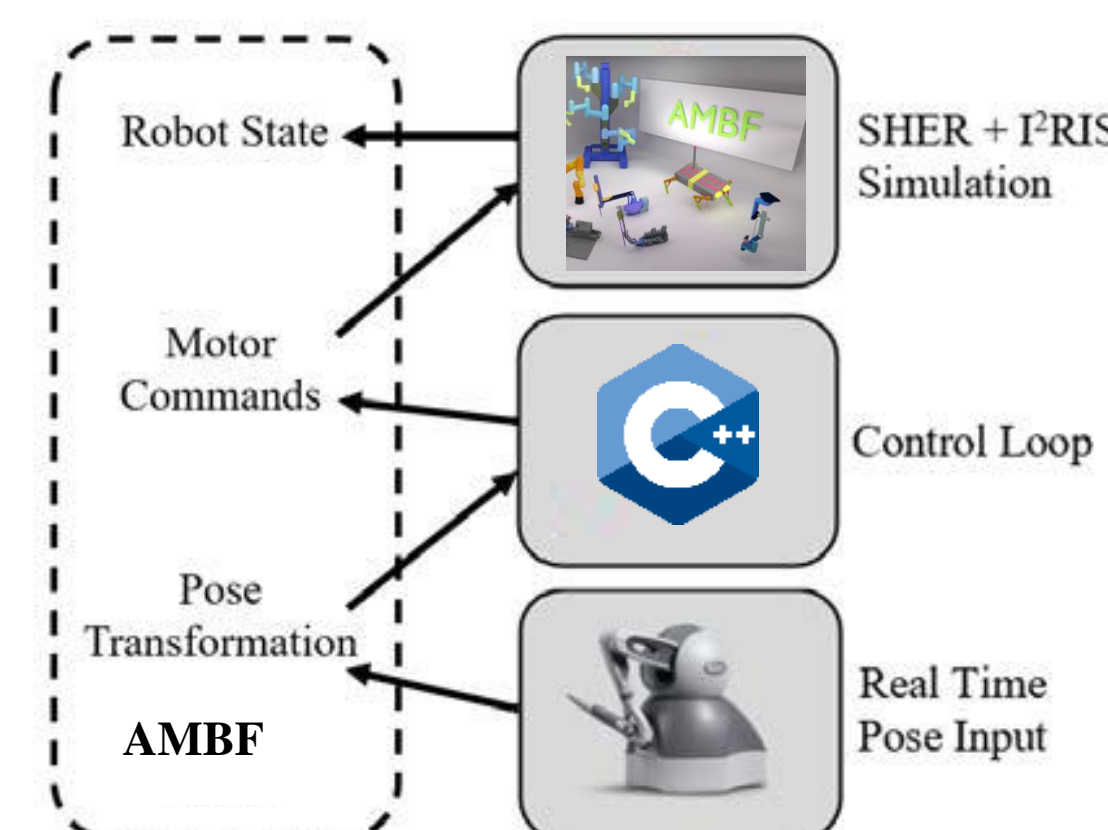 Robot State
AMBF
SHER + I²RIS
Simulation
Motor
Commands
C++
Control Loop
Pose
Transformation
AMBF
Real Time
Pose Input